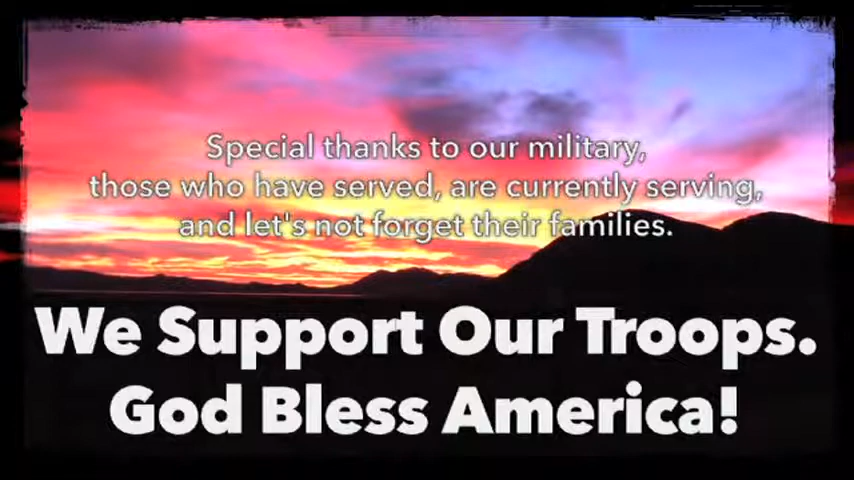 Special thanks to our military,
those who have served, are currently serving,
and let's not forget their families.
We Support Our Troops.
God Bless America!